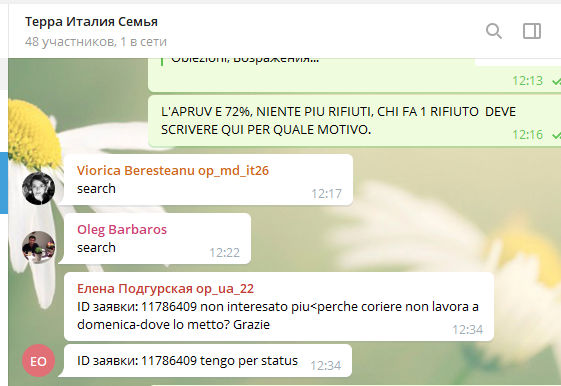 Терра Италия Семья
48 участников, 1 в сети
Obiezioni, Возражения...
12:13
L'APRUV E 72%, NIENTE PIU RIFIUTI, CHI FA 1 RIFIUTO DEVE
SCRIVERE QUI PER QUALE MOTIVO.
12:16
Viorica Beresteanu op_md_it26
search
12:17
Oleg Barbaros
search
12:22
Елена Подгурская op_ua_22
ID заявки: 11786409 non interesato piu<perche coriere non lavora a
domenica-dove lo metto? Grazie
12:34
EO
ID заявки: 11786409 tengo per status
12:34